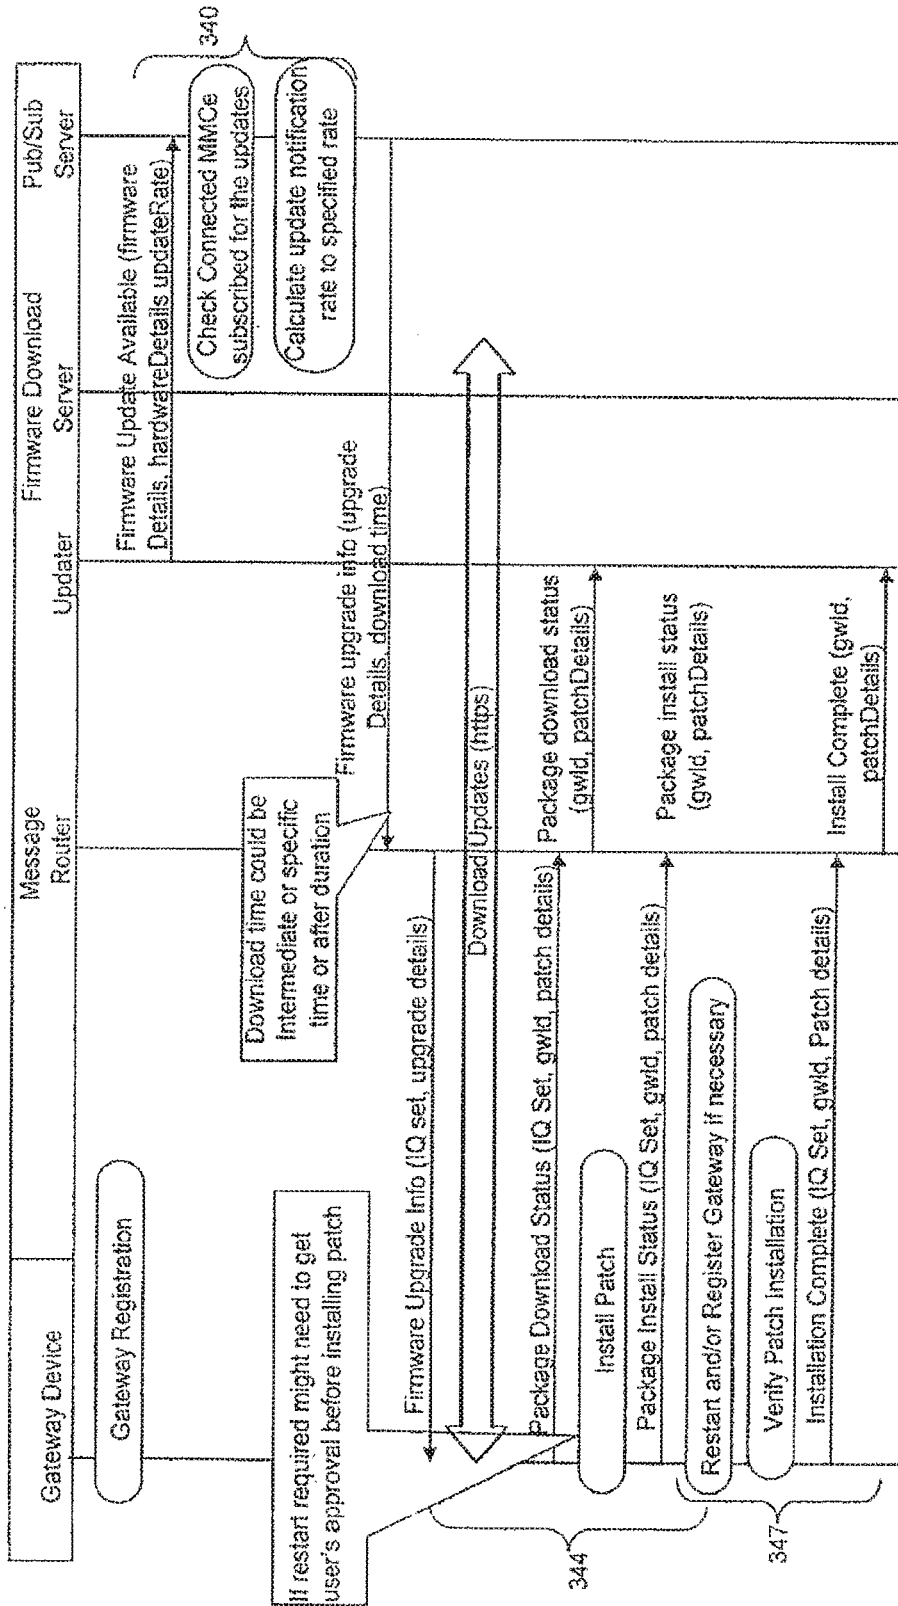 Gateway Device
Message
Router
Updater
Firmware Download
Server
Pub/Sub
Server
Gateway Registration
Firmware Update Available (firmware
Details, hardwareDetails updateRate)
340
Check Connected MMCe
subscribed for the updates
Calculate update notification
rate to specified rate
Download time could be
Intermediate or specific
time or after duration
Firmware upgrade info (upgrade
Details, download time)
If restart required might need to get
user's approval before installing patch
Firmware Upgrade Info (IQ set, upgrade details)
Download Updates (https)
Package Download Status (IQ Set, gwId, patch details)
Package download status
(gwId, patchDetails)
Install Patch
Package Install Status (IQ Set, gwId, patch details)
Package install status
(gwId, patchDetails)
344
Restart and/or Register Gateway if necessary
Verify Patch Installation
347
Installation Complete (IQ Set, gwId, Patch details)
Install Complete (gwId,
patchDetails)